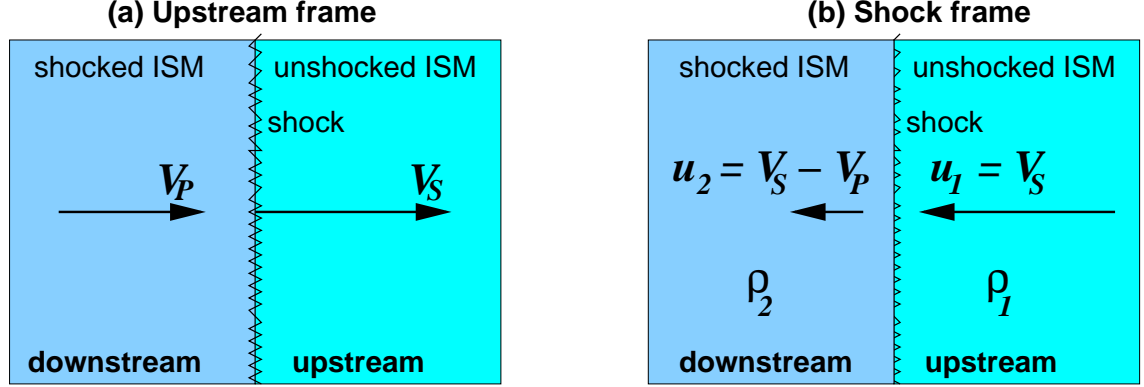 (a) Upstream frame
shocked ISM
unshocked ISM
shock
V_P
V_S
downstream
upstream
(b) Shock frame
shocked ISM
unshocked ISM
shock
u_2 = V_S − V_P
u_1 = V_S
ρ_2
ρ_1
downstream
upstream